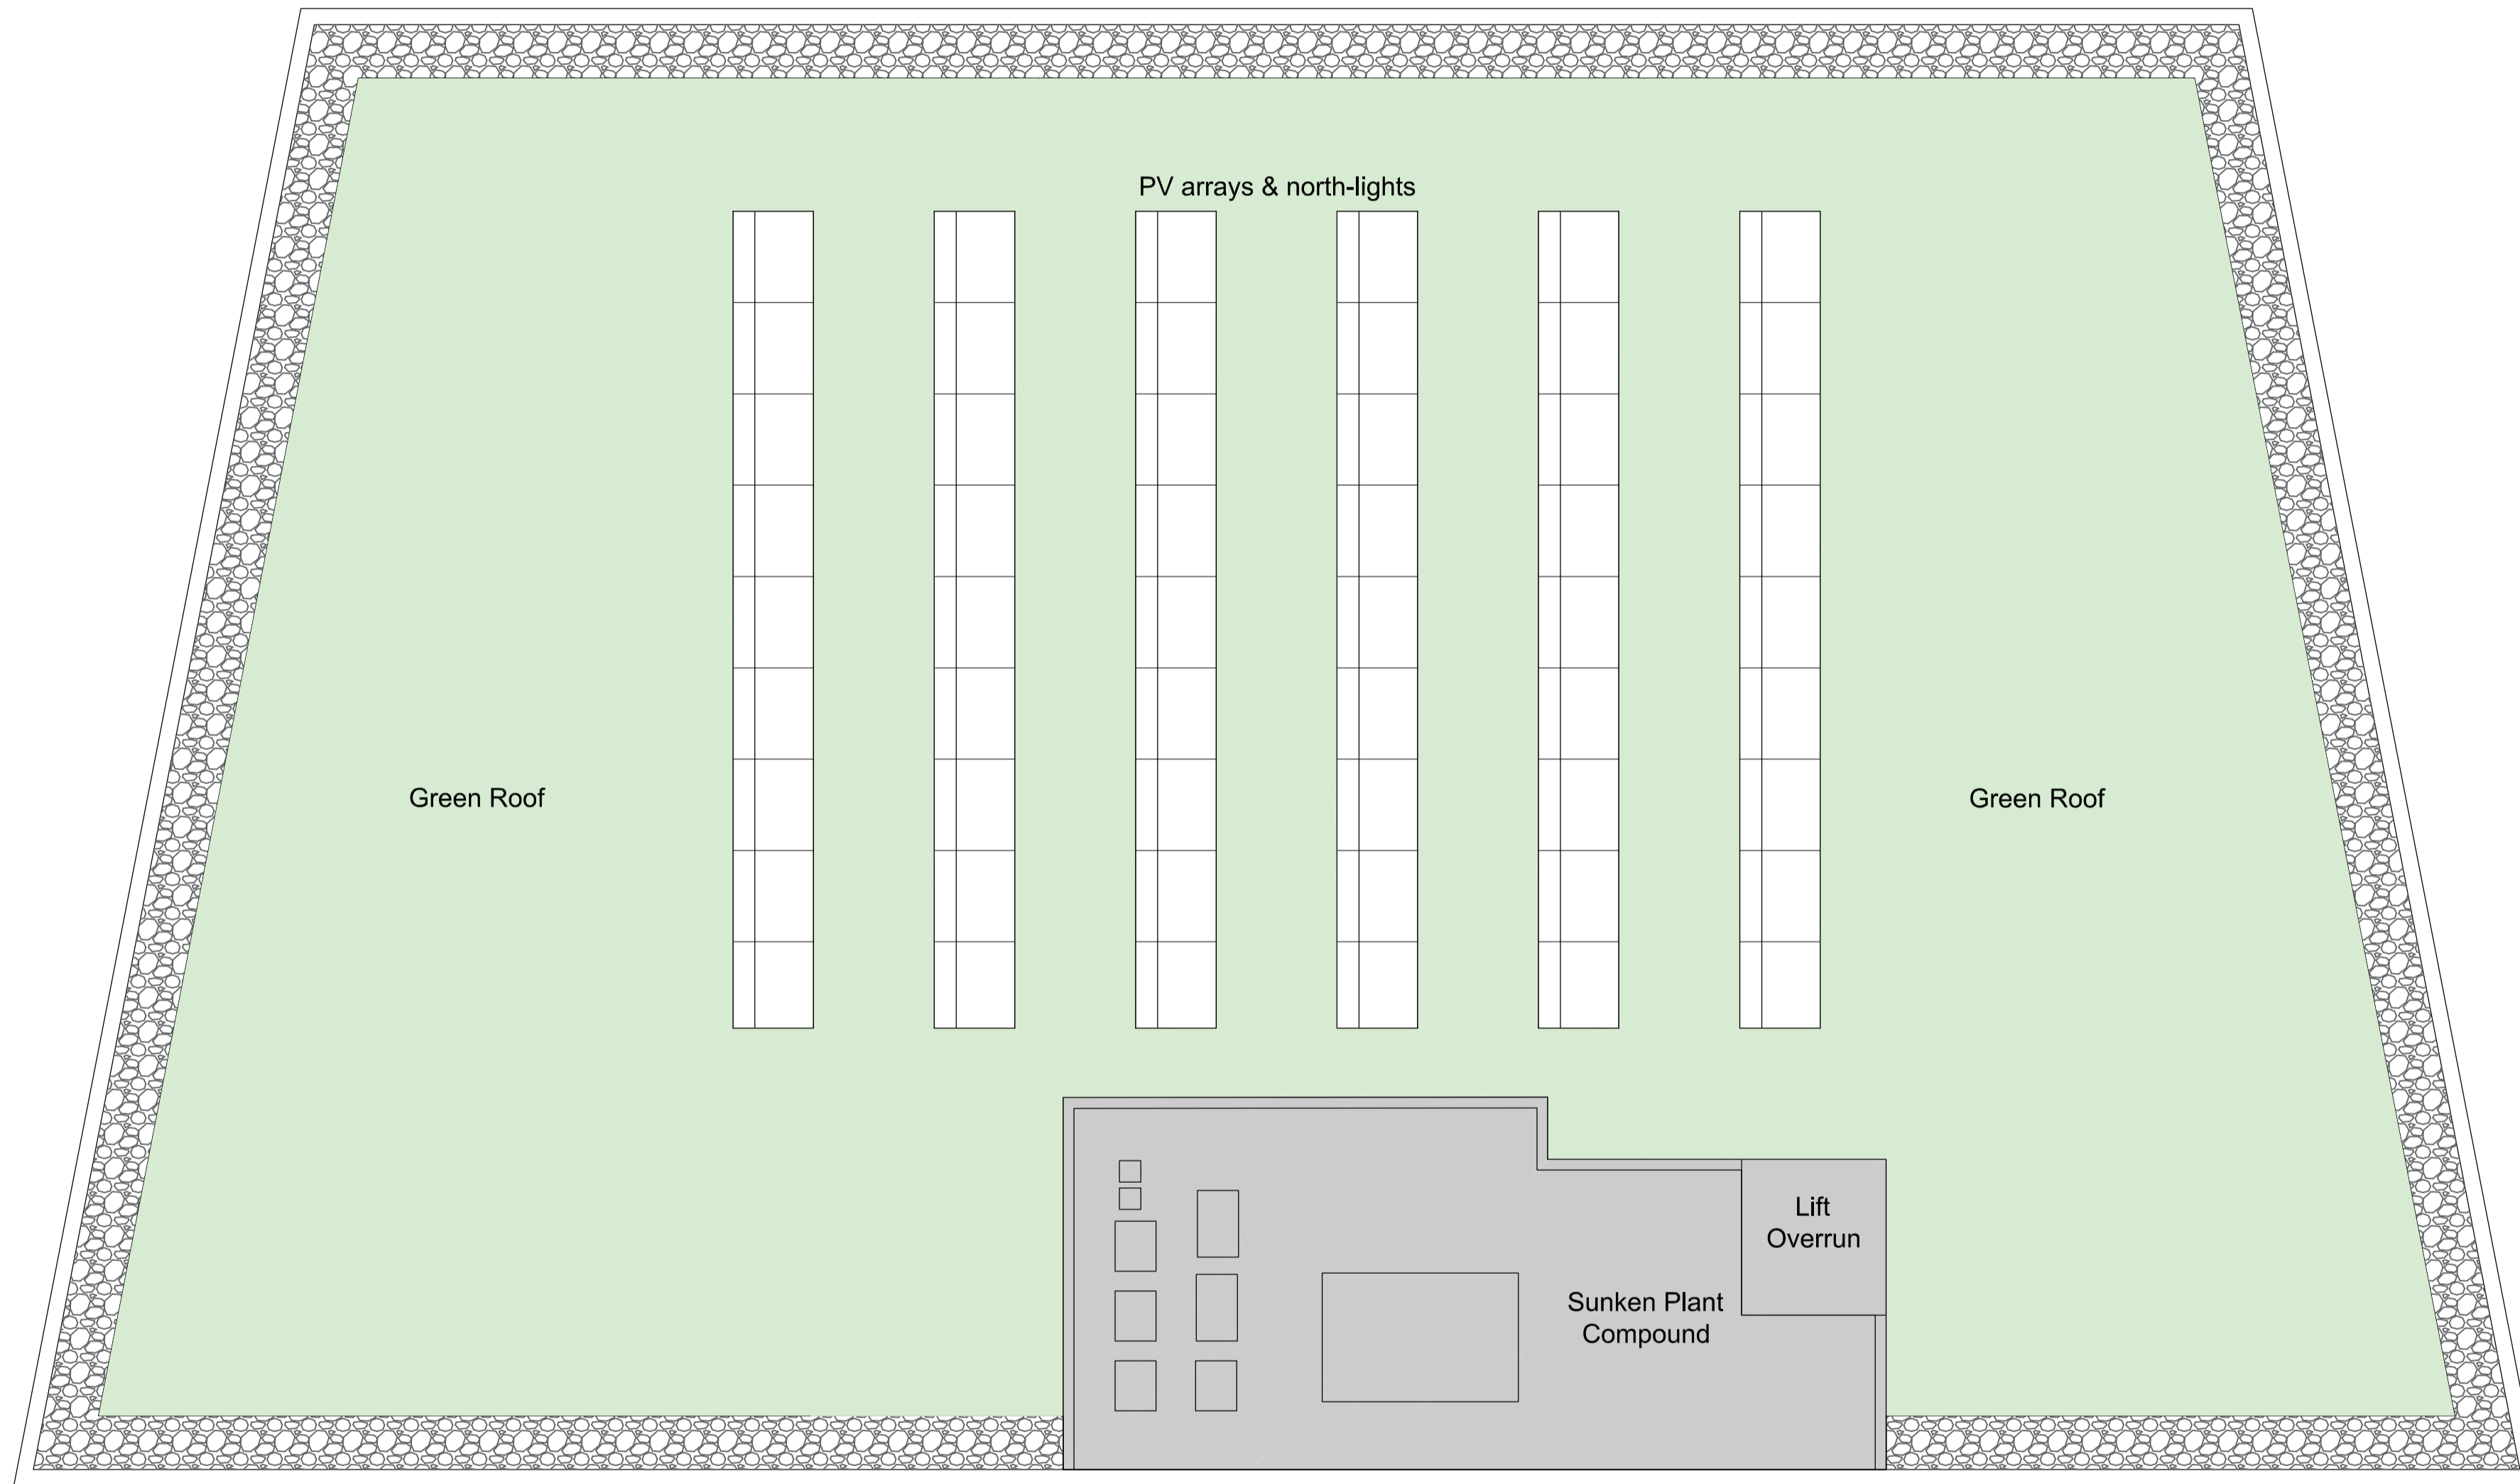 PV arrays & north-lights
Green Roof
Green Roof
Lift
Overrun
Sunken Plant
Compound